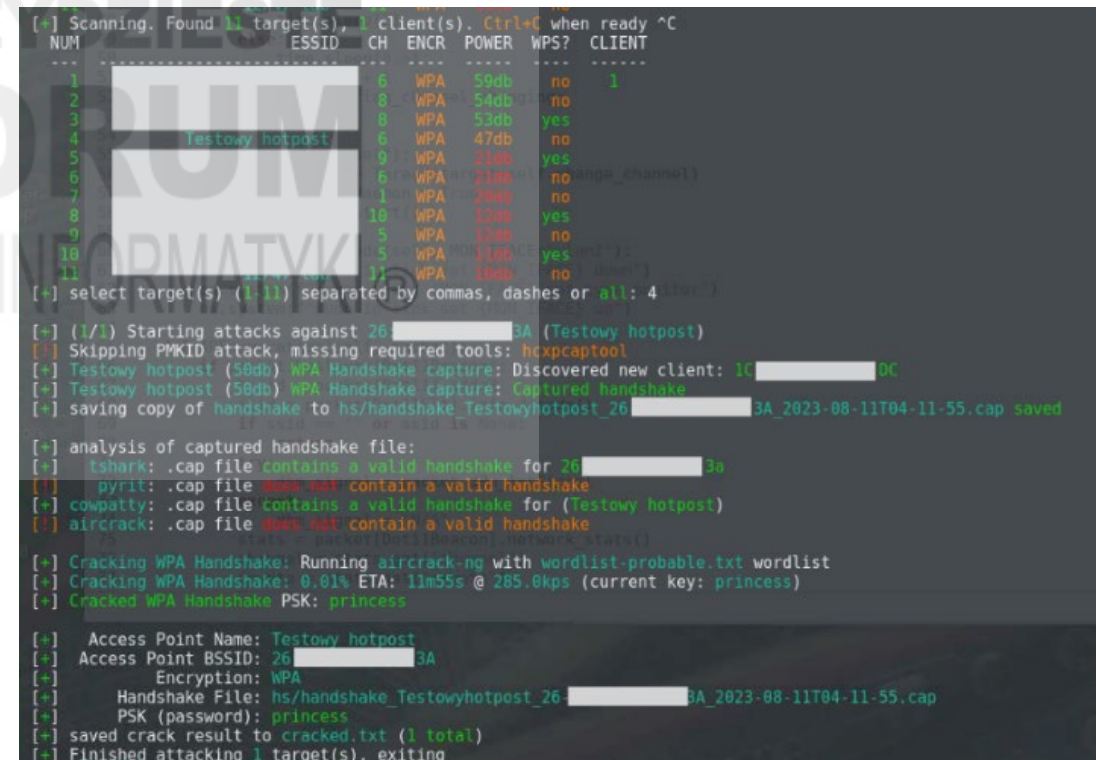 [+] Scanning. Found 11 target(s), 1 client(s). Ctrl+C when ready ^C
NUM ESSID CH ENCR POWER WPS? CLIENT
--- ------------------------- --- ---- ----- ---- ------
1 6 WPA 59db no 1
2 8 WPA 54db no
3 8 WPA 53db yes
4 Testowy hotpost 6 WPA 47db no
5 9 WPA 21db yes
6 6 WPA 21db no
7 1 WPA 20db no
8 10 WPA 12db yes
9 5 WPA 12db no
10 5 WPA 11db yes
11 11 WPA 10db no
[+] select target(s) (1-11) separated by commas, dashes or all: 4
[+] (1/1) Starting attacks against 26: 3A (Testowy hotpost)
[!] Skipping PMKID attack, missing required tools: hcxpcaptool
[+] Testowy hotpost (50db) WPA Handshake capture: Discovered new client: 1C DC
[+] Testowy hotpost (50db) WPA Handshake capture: Captured handshake
[+] saving copy of handshake to hs/handshake_Testowyhotpost_26 3A_2023-08-11T04-11-55.cap saved
[+] analysis of captured handshake file:
[+] tshark: .cap file contains a valid handshake for 26 3a
[!] pyrit: .cap file does not contain a valid handshake
[+] cowpatty: .cap file contains a valid handshake for (Testowy hotpost)
[!] aircrack: .cap file does not contain a valid handshake
[+] Cracking WPA Handshake: Running aircrack-ng with wordlist-probable.txt wordlist
[+] Cracking WPA Handshake: 0.01% ETA: 11m55s @ 285.0kps (current key: princess)
[+] Cracked WPA Handshake PSK: princess
[+] Access Point Name: Testowy hotpost
[+] Access Point BSSID: 26 3A
[+] Encryption: WPA
[+] Handshake File: hs/handshake_Testowyhotpost_26- 3A_2023-08-11T04-11-55.cap
[+] PSK (password): princess
[+] saved crack result to cracked.txt (1 total)
[+] Finished attacking 1 target(s), exiting
FORUM
INFORMATYKI ®